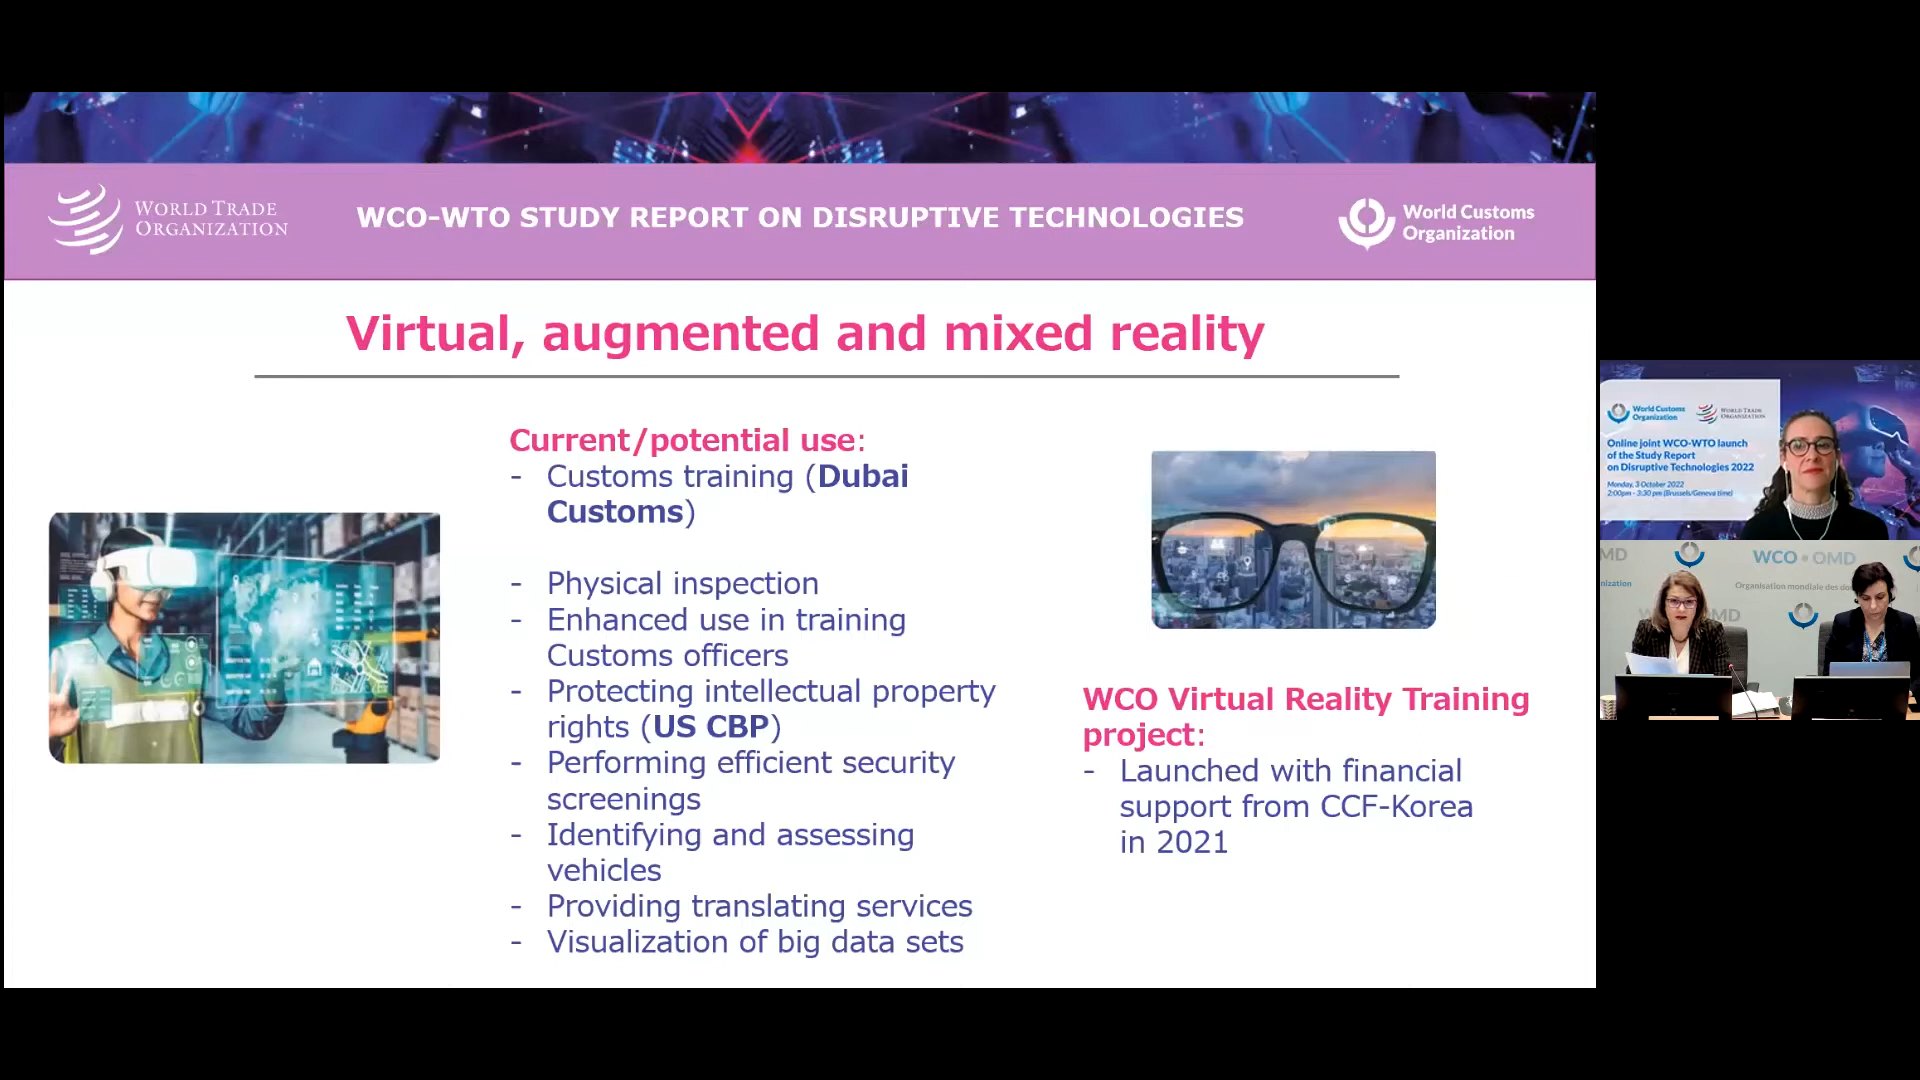 WORLD TRADE
ORGANIZATION
WCO-WTO STUDY REPORT ON DISRUPTIVE TECHNOLOGIES
World Customs
Organization
Virtual, augmented and mixed reality
Current/potential use:
- Customs training (Dubai
Customs)
- Physical inspection
- Enhanced use in training
Customs officers
- Protecting intellectual property
rights (US CBP)
- Performing efficient security
screenings
- Identifying and assessing
vehicles
- Providing translating services
- Visualization of big data sets
WCO Virtual Reality Training
project:
- Launched with financial
support from CCF-Korea
in 2021
World Customs
Organization
WORLD TRADE
ORGANIZATION
Online joint WCO-WTO launch
of the Study Report
on Disruptive Technologies 2022
Monday, 3 October 2022
2:00pm - 3:30 pm (Brussels/Geneva time)
MD
WCO • OMD
nization
Organisation mondiale des do
OMD